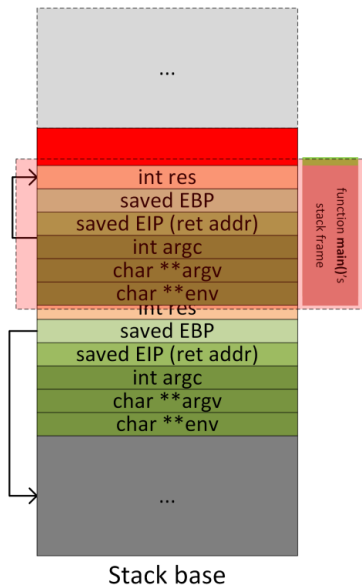 ...
int res
saved EBP
saved EIP (ret addr)
int argc
char **argv
char **env
int res
saved EBP
saved EIP (ret addr)
int argc
char **argv
char **env
...
Stack base
function main()'s
stack frame